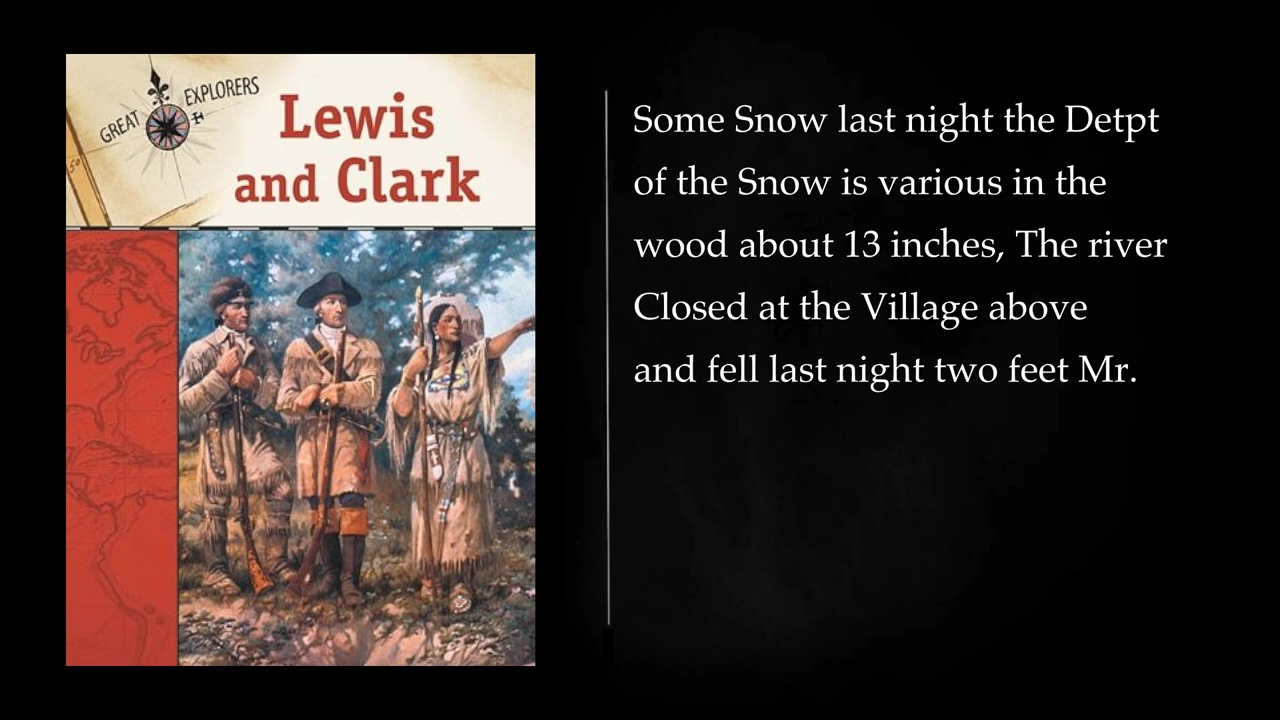 GREAT EXPLORERS
Lewis
and Clark
Some Snow last night the Detpt
of the Snow is various in the
wood about 13 inches, The river
Closed at the Village above
and fell last night two feet Mr.